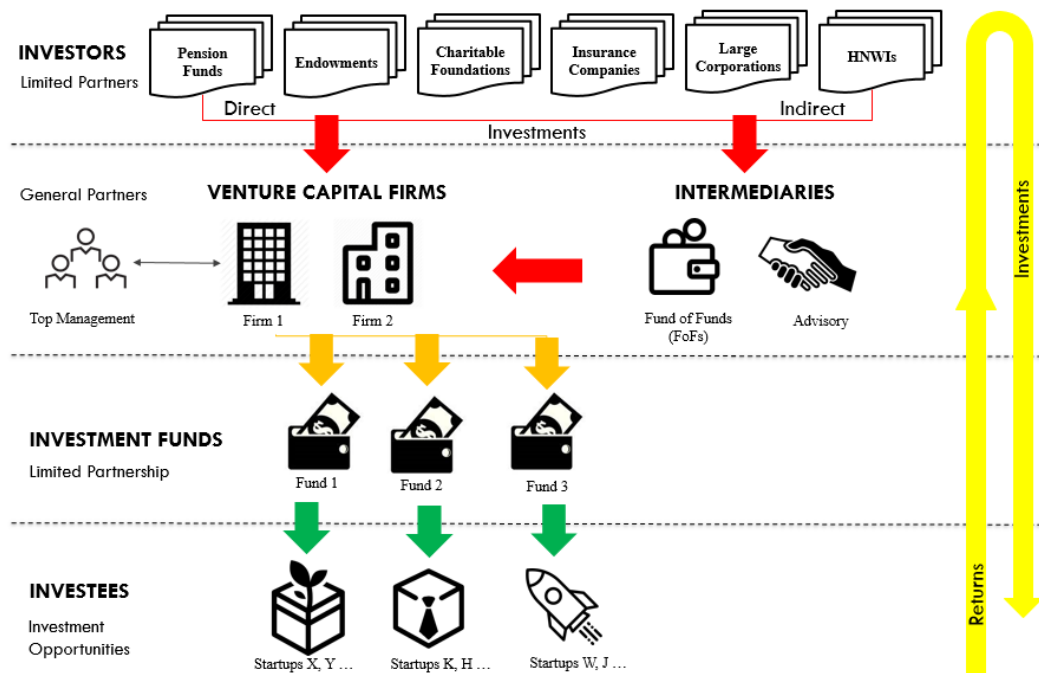 INVESTORS
Limited Partners
Pension
Funds
Endowments
Charitable
Foundations
Insurance
Companies
Large
Corporations
HNWIs
Direct
Indirect
Investments
General Partners
VENTURE CAPITAL FIRMS
INTERMEDIARIES
Top Management
Firm 1
Firm 2
Fund of Funds
(FoFs)
Advisory
INVESTMENT FUNDS
Limited Partnership
$
$
$
Fund 1
Fund 2
Fund 3
INVESTEES
Investment
Opportunities
Startups X, Y ...
Startups K, H ...
Startups W, J ...
Investments
Returns